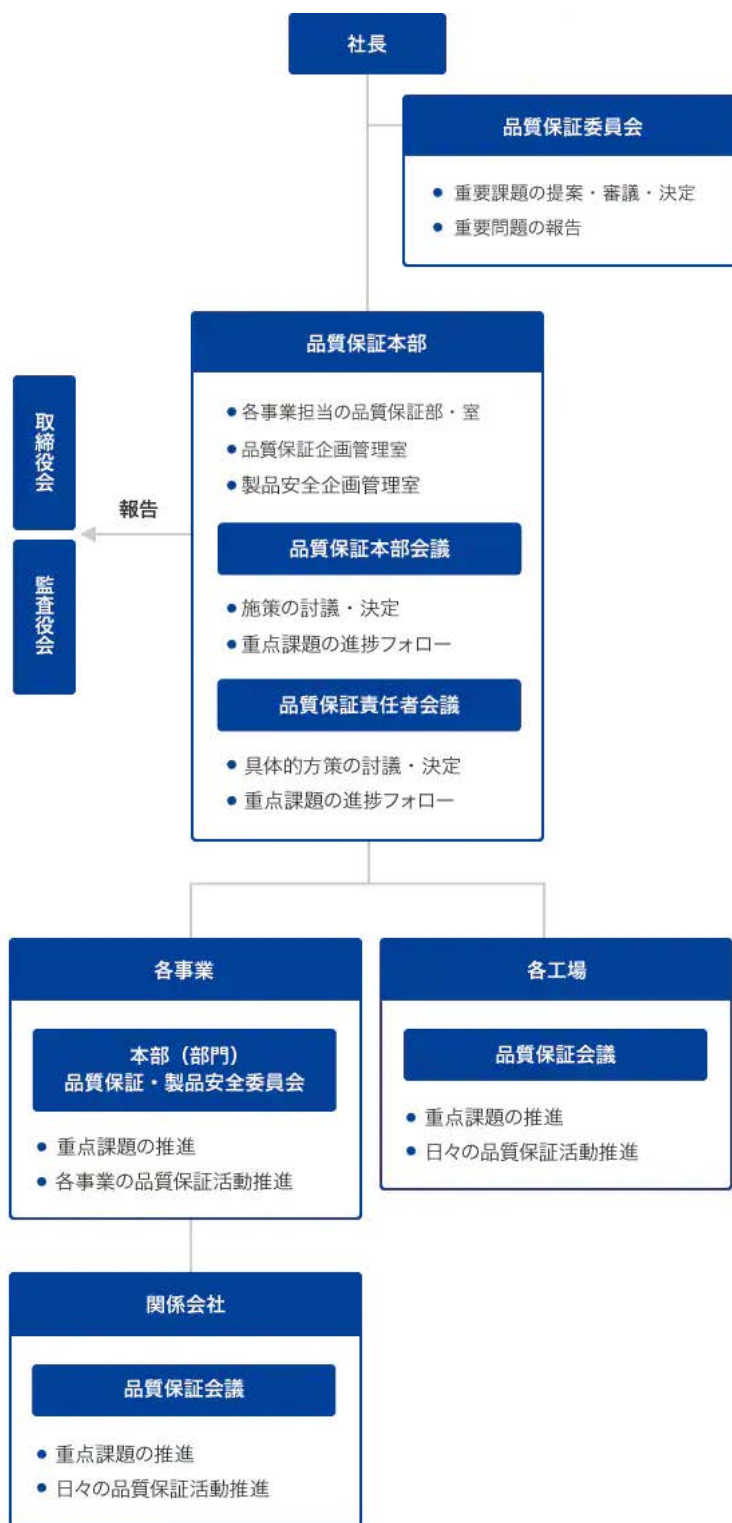 社長
品質保証委員会
● 重要課題の提案・審議・決定
● 重要問題の報告
品質保証本部
● 各事業担当の品質保証部・室
● 品質保証企画管理室
● 製品安全企画管理室
取締役会
報告
監査役会
品質保証本部会議
● 施策の討議・決定
● 重点課題の進捗フォロー
品質保証責任者会議
● 具体的方策の討議・決定
● 重点課題の進捗フォロー
各事業
本部（部門）
品質保証・製品安全委員会
● 重点課題の推進
● 各事業の品質保証活動推進
各工場
品質保証会議
● 重点課題の推進
● 日々の品質保証活動推進
関係会社
品質保証会議
● 重点課題の推進
● 日々の品質保証活動推進